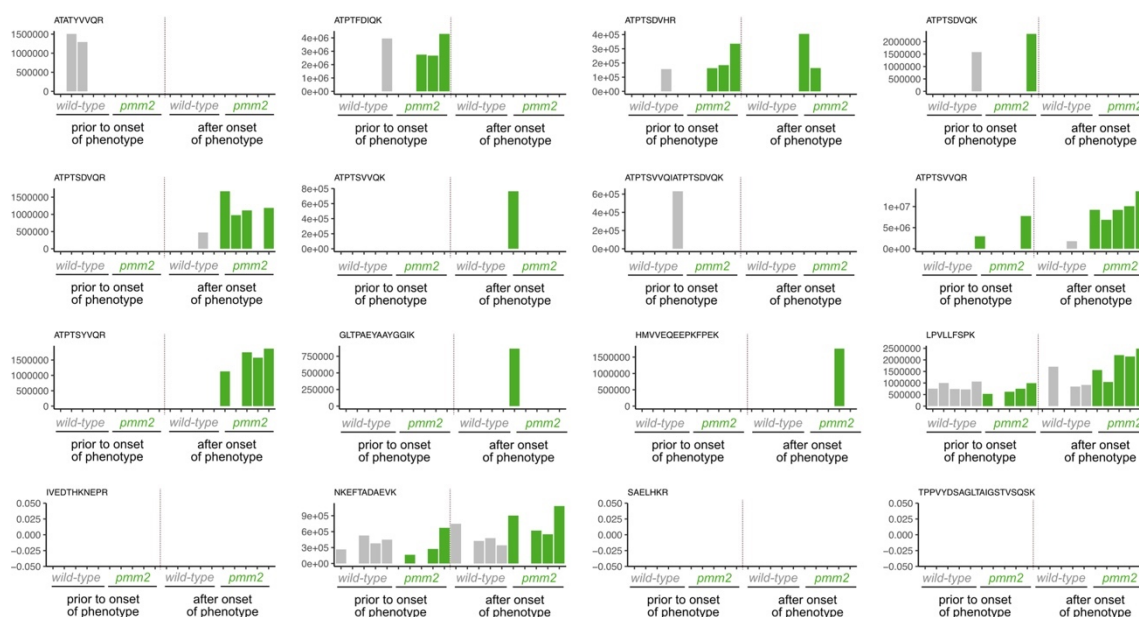 ATATYVVQR
1500000
1000000
500000
0
wild-type pmm2 wild-type pmm2
prior to onset of phenotype
after onset of phenotype
ATPTFDIQK
4e+06
3e+06
2e+06
1e+06
0e+00
wild-type pmm2 wild-type pmm2
prior to onset of phenotype
after onset of phenotype
ATPTSDVHR
4e+05
3e+05
2e+05
1e+05
0e+00
wild-type pmm2 wild-type pmm2
prior to onset of phenotype
after onset of phenotype
ATPTSDVQK
2000000
1500000
1000000
500000
0
wild-type pmm2 wild-type pmm2
prior to onset of phenotype
after onset of phenotype
ATPTSDVQR
1500000
1000000
500000
0
wild-type pmm2 wild-type pmm2
prior to onset of phenotype
after onset of phenotype
ATPTSVVQK
8e+05
6e+05
4e+05
2e+05
0e+00
wild-type pmm2 wild-type pmm2
prior to onset of phenotype
after onset of phenotype
ATPTSVVQIATPTSDVQK
6e+05
4e+05
2e+05
0e+00
wild-type pmm2 wild-type pmm2
prior to onset of phenotype
after onset of phenotype
ATPTSVVQR
1e+07
5e+06
0e+00
wild-type pmm2 wild-type pmm2
prior to onset of phenotype
after onset of phenotype
ATPTSYVQR
1500000
1000000
500000
0
wild-type pmm2 wild-type pmm2
prior to onset of phenotype
after onset of phenotype
GLTPAEYAAYGGIK
750000
500000
250000
0
wild-type pmm2 wild-type pmm2
prior to onset of phenotype
after onset of phenotype
HMVVEQEEPKFPEK
1500000
1000000
500000
0
wild-type pmm2 wild-type pmm2
prior to onset of phenotype
after onset of phenotype
LPVLLFSPK
2500000
2000000
1500000
1000000
500000
0
wild-type pmm2 wild-type pmm2
prior to onset of phenotype
after onset of phenotype
IVEDTHKNEPR
0.050
0.025
0.000
−0.025
−0.050
wild-type pmm2 wild-type pmm2
prior to onset of phenotype
after onset of phenotype
NKEFTADAEVK
9e+05
6e+05
3e+05
0e+00
wild-type pmm2 wild-type pmm2
prior to onset of phenotype
after onset of phenotype
SAELHKR
0.050
0.025
0.000
−0.025
−0.050
wild-type pmm2 wild-type pmm2
prior to onset of phenotype
after onset of phenotype
TPPVYDSAGLTAIGSTVSQSK
0.050
0.025
0.000
−0.025
−0.050
wild-type pmm2 wild-type pmm2
prior to onset of phenotype
after onset of phenotype